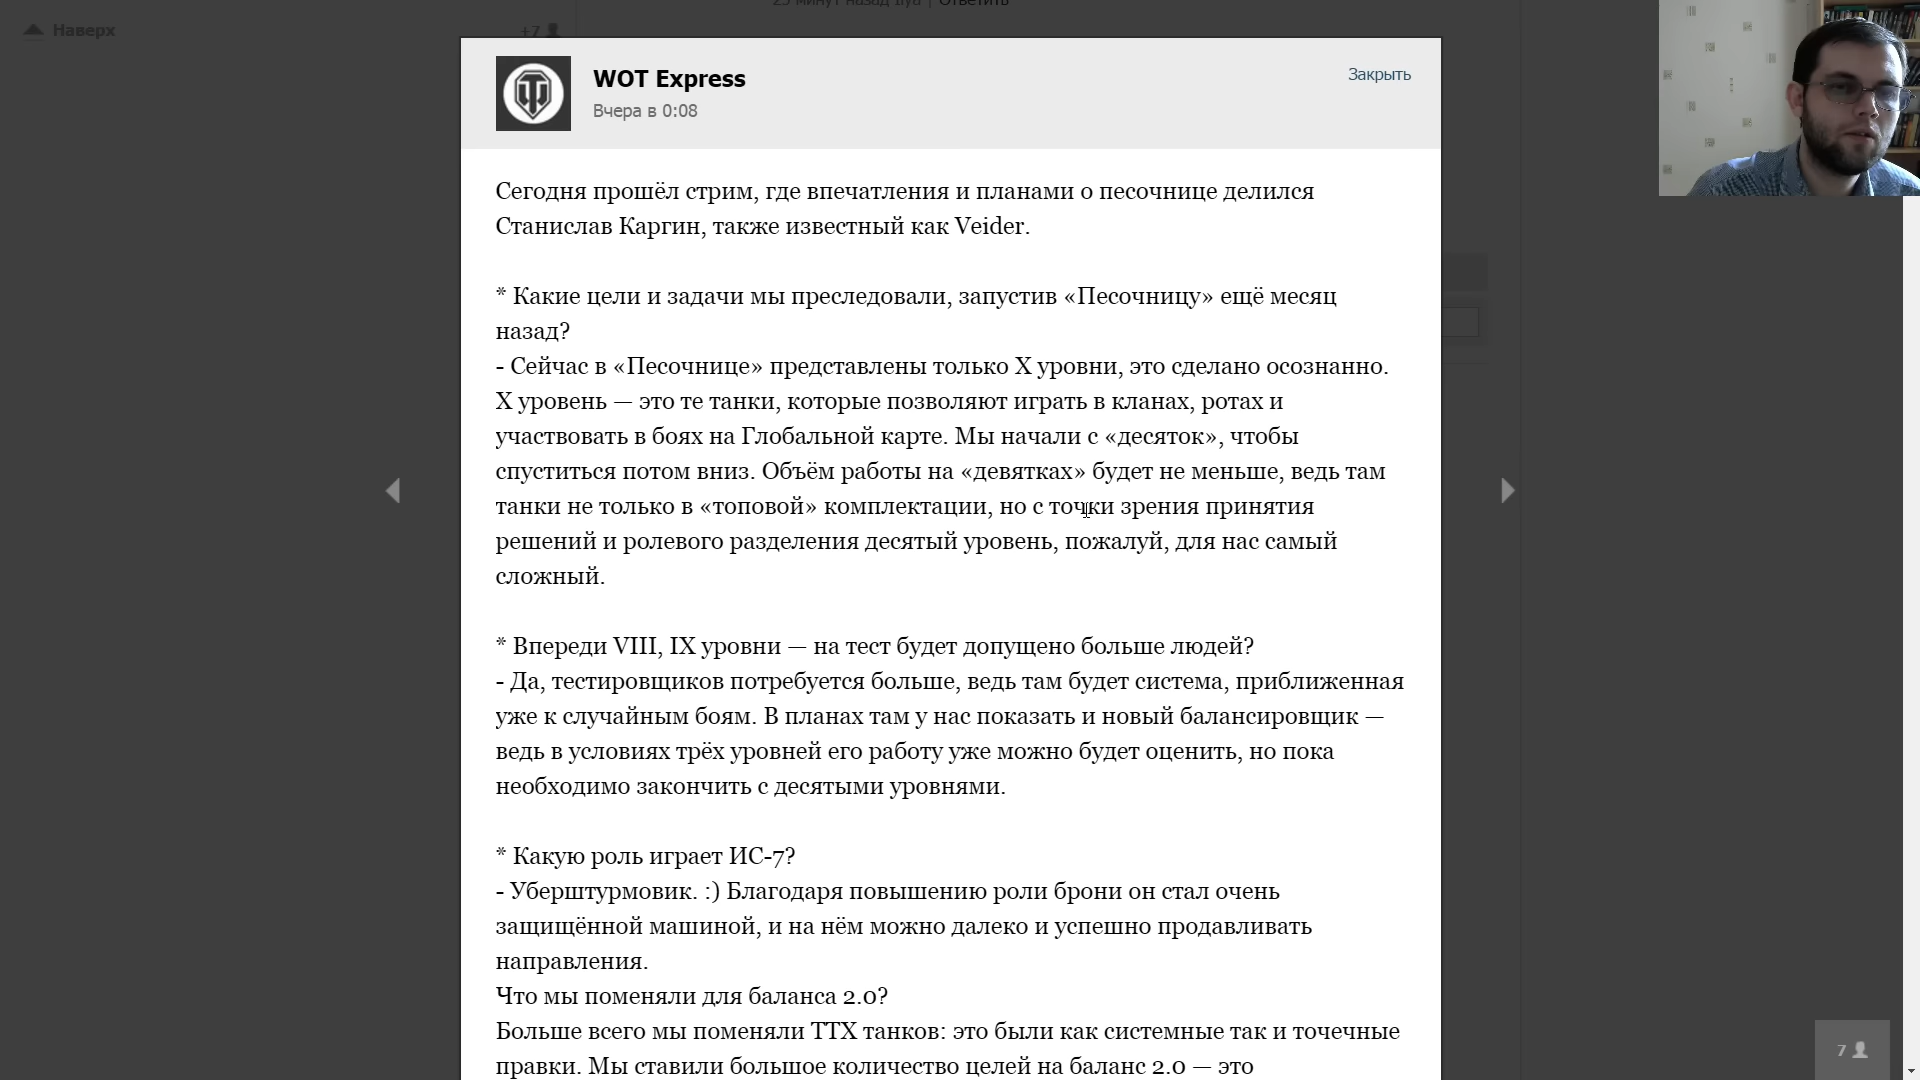 23 минут назад Ilya | Ответить
Наверх
+7
WOT Express
Закрыть
Вчера в 0:08
Сегодня прошёл стрим, где впечатления и планами о песочнице делился
Станислав Каргин, также известный как Veider.
* Какие цели и задачи мы преследовали, запустив «Песочницу» ещё месяц
назад?
- Сейчас в «Песочнице» представлены только X уровни, это сделано осознанно.
X уровень — это те танки, которые позволяют играть в кланах, ротах и
участвовать в боях на Глобальной карте. Мы начали с «десяток», чтобы
спуститься потом вниз. Объём работы на «девятках» будет не меньше, ведь там
танки не только в «топовой» комплектации, но с точки зрения принятия
решений и ролевого разделения десятый уровень, пожалуй, для нас самый
сложный.
* Впереди VIII, IX уровни — на тест будет допущено больше людей?
- Да, тестировщиков потребуется больше, ведь там будет система, приближенная
уже к случайным боям. В планах там у нас показать и новый балансировщик —
ведь в условиях трёх уровней его работу уже можно будет оценить, но пока
необходимо закончить с десятыми уровнями.
* Какую роль играет ИС-7?
- Уберштурмовик. :) Благодаря повышению роли брони он стал очень
защищённой машиной, и на нём можно далеко и успешно продавливать
направления.
Что мы поменяли для баланса 2.0?
Больше всего мы поменяли ТТХ танков: это были как системные так и точечные
правки. Мы ставили большое количество целей на баланс 2.0 — это
7